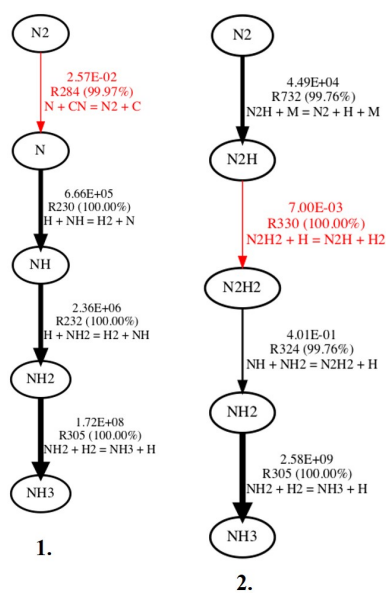 N2
2.57E-02
R284 (99.97%)
N + CN = N2 + C
N
6.66E+05
R230 (100.00%)
H + NH = H2 + N
NH
2.36E+06
R232 (100.00%)
H + NH2 = H2 + NH
NH2
1.72E+08
R305 (100.00%)
NH2 + H2 = NH3 + H
NH3
1.
N2
4.49E+04
R732 (99.76%)
N2H + M = N2 + H + M
N2H
7.00E-03
R330 (100.00%)
N2H2 + H = N2H + H2
N2H2
4.01E-01
R324 (99.76%)
NH + NH2 = N2H2 + H
NH2
2.58E+09
R305 (100.00%)
NH2 + H2 = NH3 + H
NH3
2.